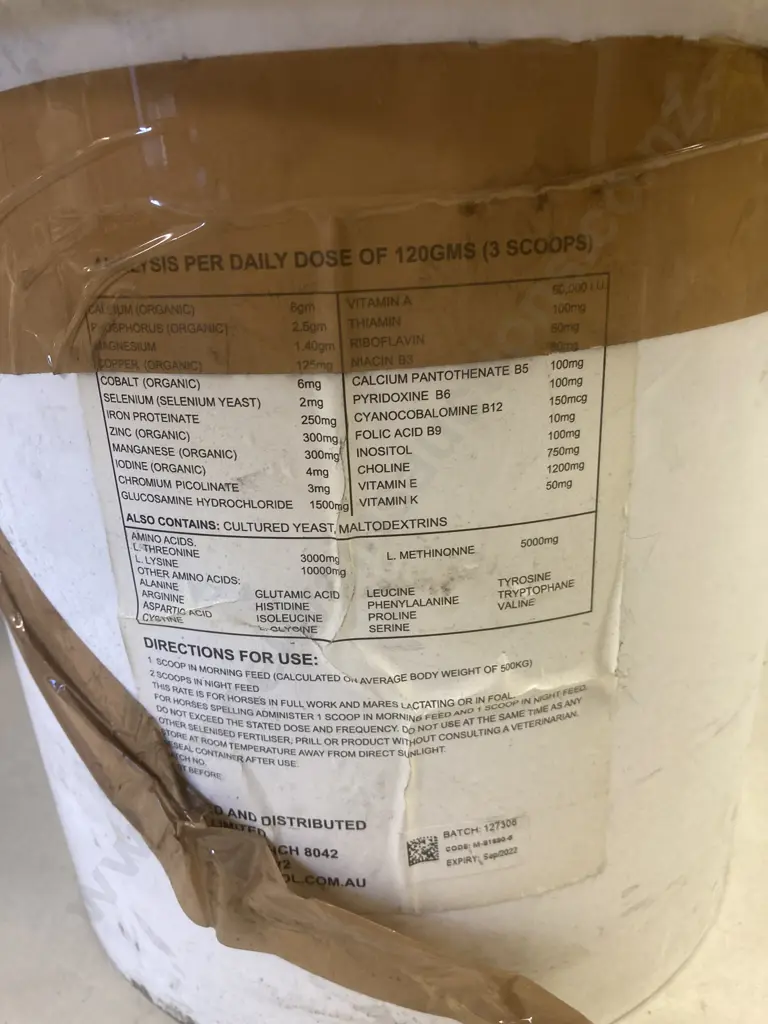 ANALYSIS PER DAILY DOSE OF 120GMS (3 SCOOPS)
CALCIUM (ORGANIC) 6gm
PHOSPHORUS (ORGANIC) 2.5gm
MAGNESIUM 1.40gm
COPPER (ORGANIC) 125mg
COBALT (ORGANIC) 6mg
SELENIUM (SELENIUM YEAST) 2mg
IRON PROTEINATE 250mg
ZINC (ORGANIC) 300mg
MANGANESE (ORGANIC) 300mg
IODINE (ORGANIC) 4mg
CHROMIUM PICOLINATE 3mg
GLUCOSAMINE HYDROCHLORIDE 1500mg
VITAMIN A 60,000 I.U.
THIAMIN 100mg
RIBOFLAVIN 50mg
NIACIN B3
CALCIUM PANTOTHENATE B5 100mg
PYRIDOXINE B6 100mg
CYANOCOBALOMINE B12 150mcg
FOLIC ACID B9 10mg
INOSITOL 100mg
CHOLINE 750mg
VITAMIN E 1200mg
VITAMIN K 50mg
ALSO CONTAINS: CULTURED YEAST, MALTODEXTRINS
AMINO ACIDS.
L. THREONINE 3000mg L. METHINONNE 5000mg
L. LYSINE 10000mg
OTHER AMINO ACIDS:
ALANINE GLUTAMIC ACID LEUCINE TYROSINE
ARGININE HISTIDINE PHENYLALANINE TRYPTOPHANE
ASPARTIC ACID ISOLEUCINE PROLINE VALINE
CYSTINE L. GLYCINE SERINE
DIRECTIONS FOR USE:
1 SCOOP IN MORNING FEED (CALCULATED ON AVERAGE BODY WEIGHT OF 500KG)
2 SCOOPS IN NIGHT FEED
THIS RATE IS FOR HORSES IN FULL WORK AND MARES LACTATING OR IN FOAL.
FOR HORSES SPELLING ADMINISTER 1 SCOOP IN MORNING FEED AND 1 SCOOP IN NIGHT FEED.
DO NOT EXCEED THE STATED DOSE AND FREQUENCY. DO NOT USE AT THE SAME TIME AS ANY
OTHER SELENISED FERTILISER, PRILL OR PRODUCT WITHOUT CONSULTING A VETERINARIAN.
STORE AT ROOM TEMPERATURE AWAY FROM DIRECT SUNLIGHT.
SEAL CONTAINER AFTER USE.
TCH NO.
T BEFORE
D AND DISTRIBUTED
LIMITED
CH 8042
OL.COM.AU
BATCH: 127306
EXPIRY: Sep/2022